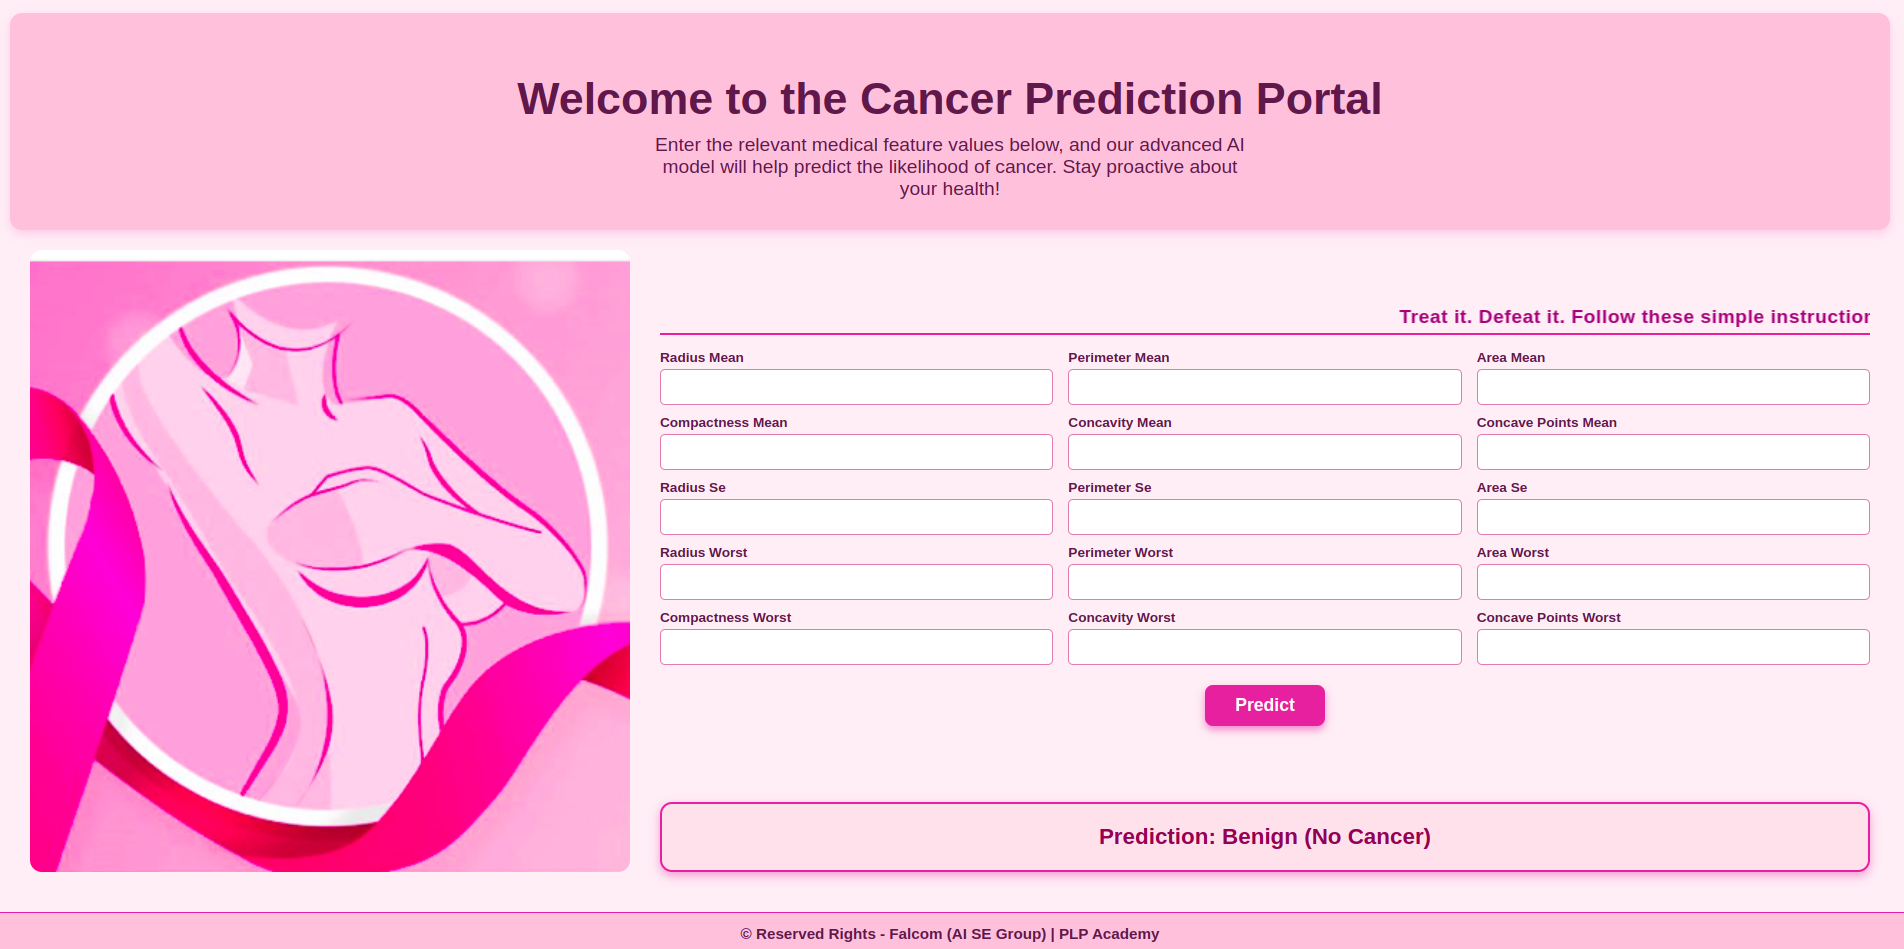 Welcome to the Cancer Prediction Portal
Enter the relevant medical feature values below, and our advanced AI
model will help predict the likelihood of cancer. Stay proactive about
your health!
Treat it. Defeat it. Follow these simple instruction
Radius Mean
Perimeter Mean
Area Mean
Compactness Mean
Concavity Mean
Concave Points Mean
Radius Se
Perimeter Se
Area Se
Radius Worst
Perimeter Worst
Area Worst
Compactness Worst
Concavity Worst
Concave Points Worst
Predict
Prediction: Benign (No Cancer)
© Reserved Rights - Falcom (AI SE Group) | PLP Academy